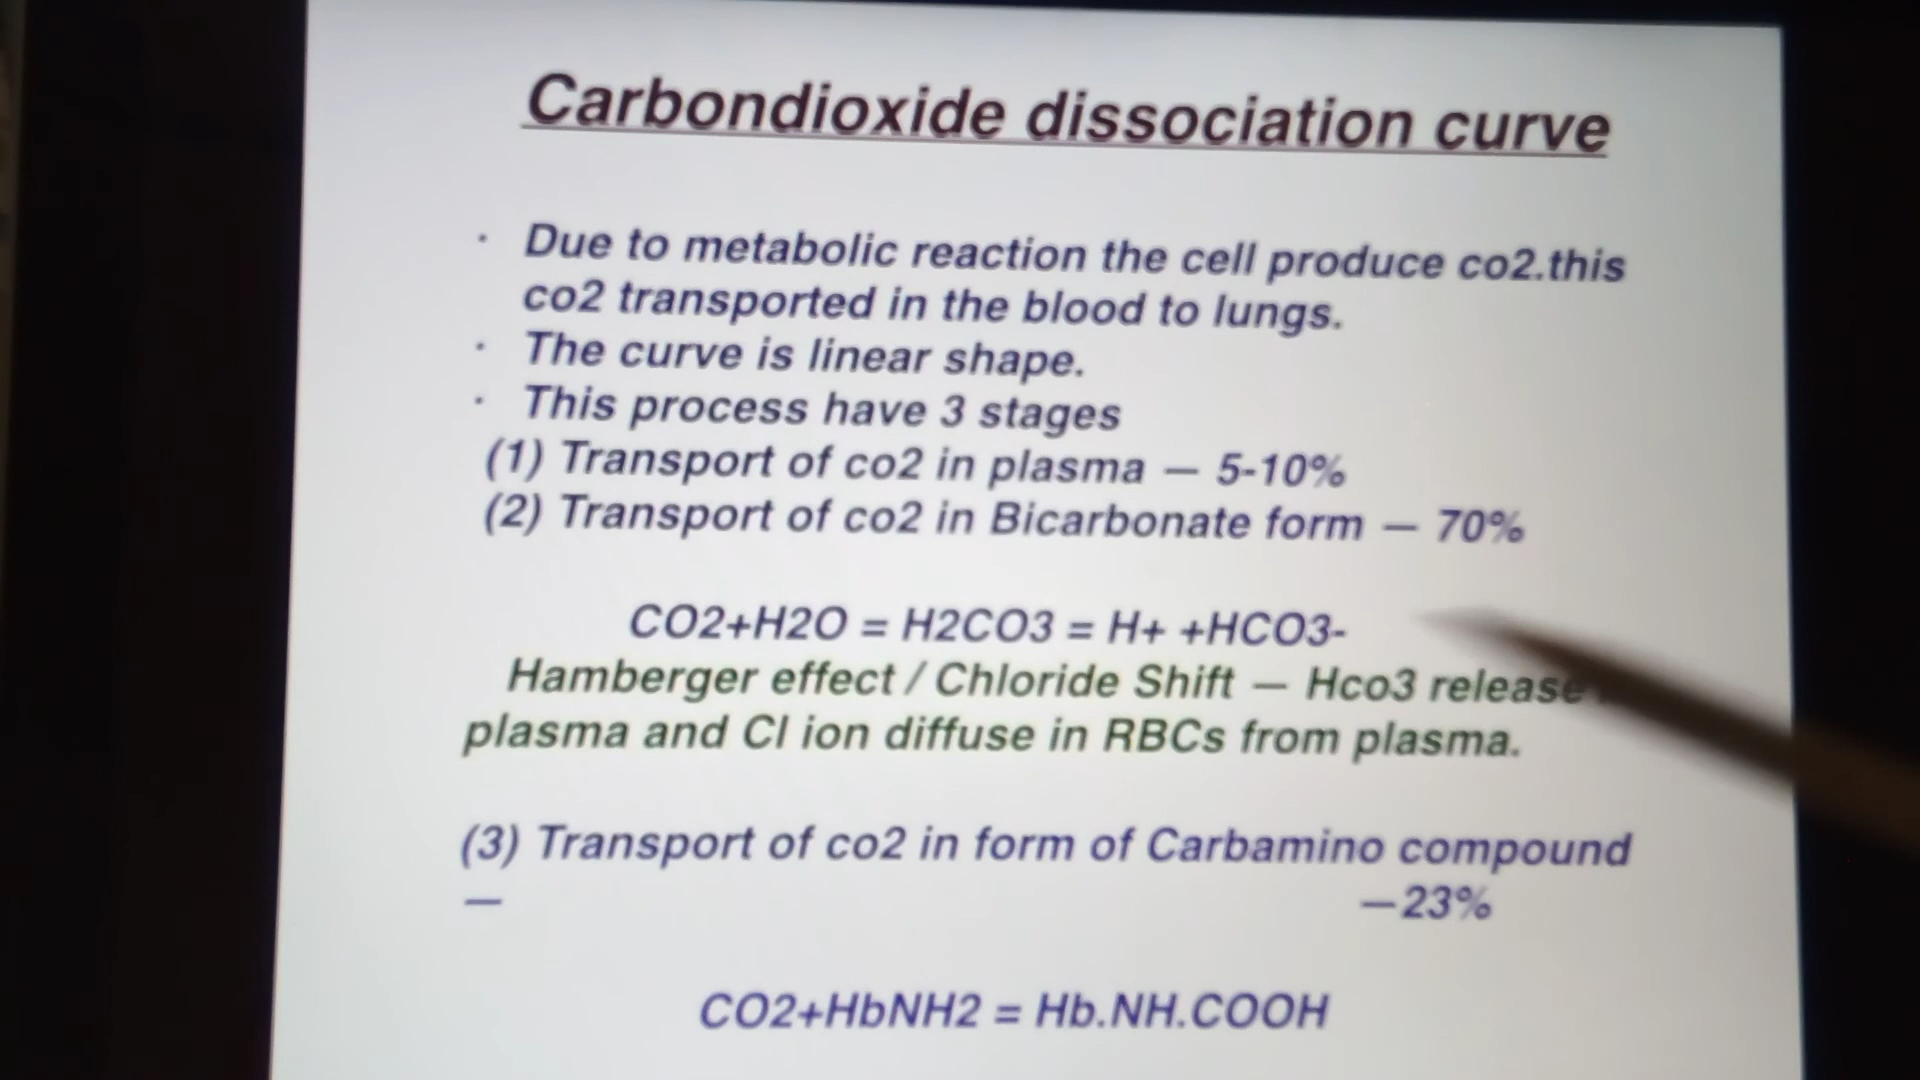 Carbondioxide dissociation curve
· Due to metabolic reaction the cell produce co2.this
co2 transported in the blood to lungs.
· The curve is linear shape.
· This process have 3 stages
(1) Transport of co2 in plasma — 5-10%
(2) Transport of co2 in Bicarbonate form — 70%
CO2+H2O = H2CO3 = H+ +HCO3-
Hamberger effect / Chloride Shift — Hco3 release
plasma and Cl ion diffuse in RBCs from plasma.
(3) Transport of co2 in form of Carbamino compound
— —23%
CO2+HbNH2 = Hb.NH.COOH